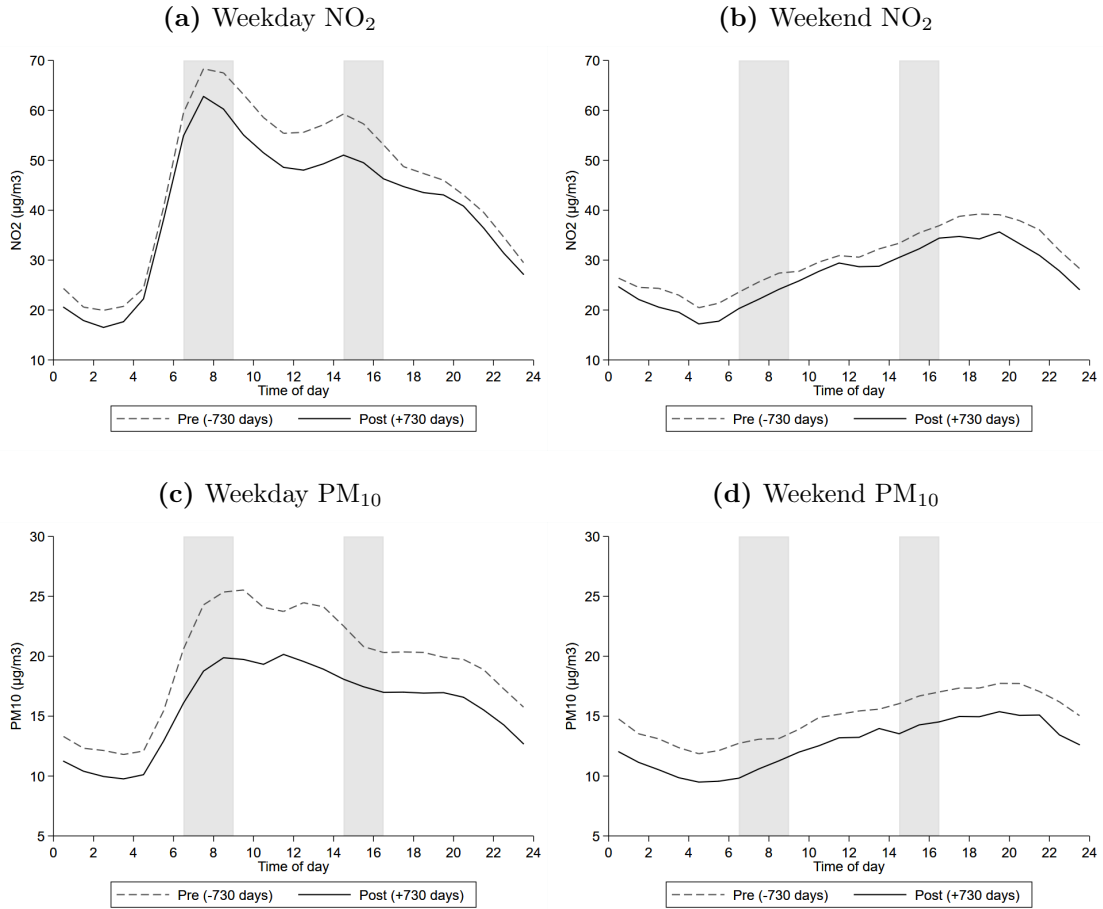 (a) Weekday NO₂
(b) Weekend NO₂
70
60
50
40
30
20
10
NO2 (µg/m3)
0 2 4 6 8 10 12 14 16 18 20 22 24
Time of day
Pre (-730 days) Post (+730 days)
70
60
50
40
30
20
10
NO2 (µg/m3)
0 2 4 6 8 10 12 14 16 18 20 22 24
Time of day
Pre (-730 days) Post (+730 days)
(c) Weekday PM₁₀
(d) Weekend PM₁₀
30
25
20
15
10
5
PM10 (µg/m3)
0 2 4 6 8 10 12 14 16 18 20 22 24
Time of day
Pre (-730 days) Post (+730 days)
30
25
20
15
10
5
PM10 (µg/m3)
0 2 4 6 8 10 12 14 16 18 20 22 24
Time of day
Pre (-730 days) Post (+730 days)